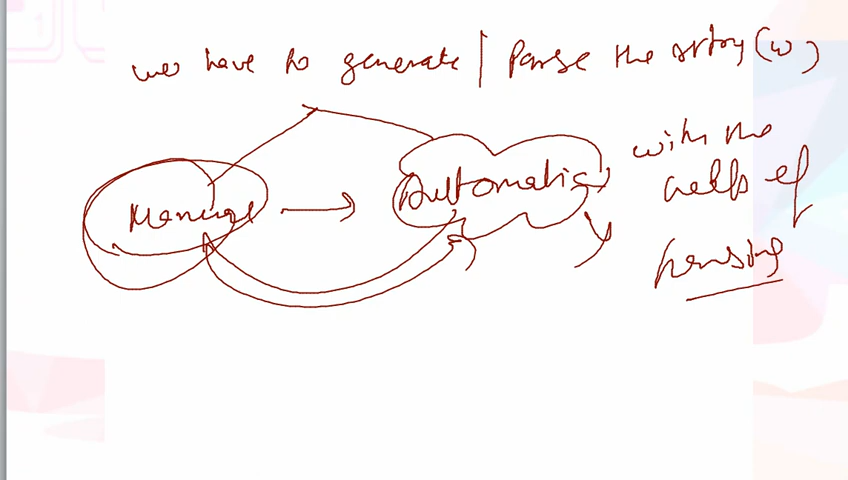 we have to generate | Parse the string (w)
Manual → Automatic
with the
help of
parsing